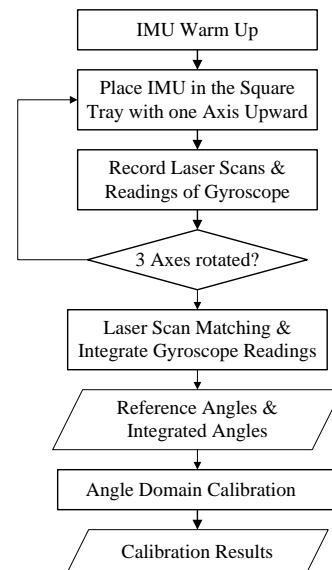 IMU Warm Up
Place IMU in the Square
Tray with one Axis Upward
Record Laser Scans &
Readings of Gyroscope
3 Axes rotated?
Laser Scan Matching &
Integrate Gyroscope Readings
Reference Angles &
Integrated Angles
Angle Domain Calibration
Calibration Results